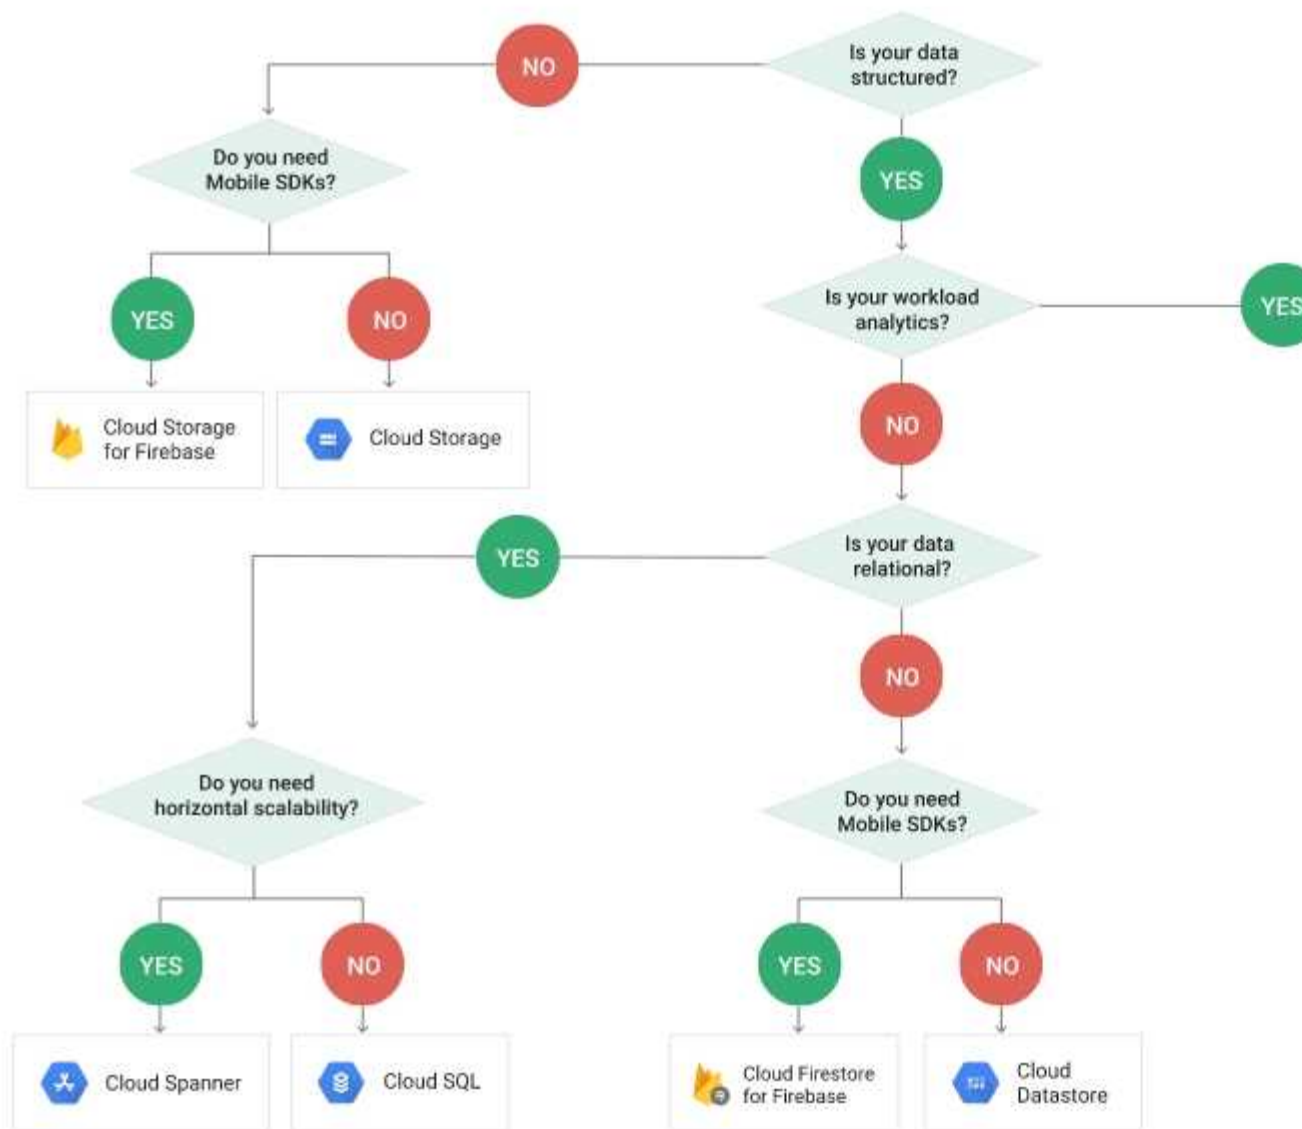 Is your data
structured?
NO
Do you need
Mobile SDKs?
YES
YES
NO
Cloud Storage
for Firebase
Cloud Storage
Is your workload
analytics?
YES
NO
Is your data
relational?
YES
NO
Do you need
horizontal scalability?
YES
NO
Cloud Spanner
Cloud SQL
Do you need
Mobile SDKs?
YES
NO
Cloud Firestore
for Firebase
Cloud
Datastore